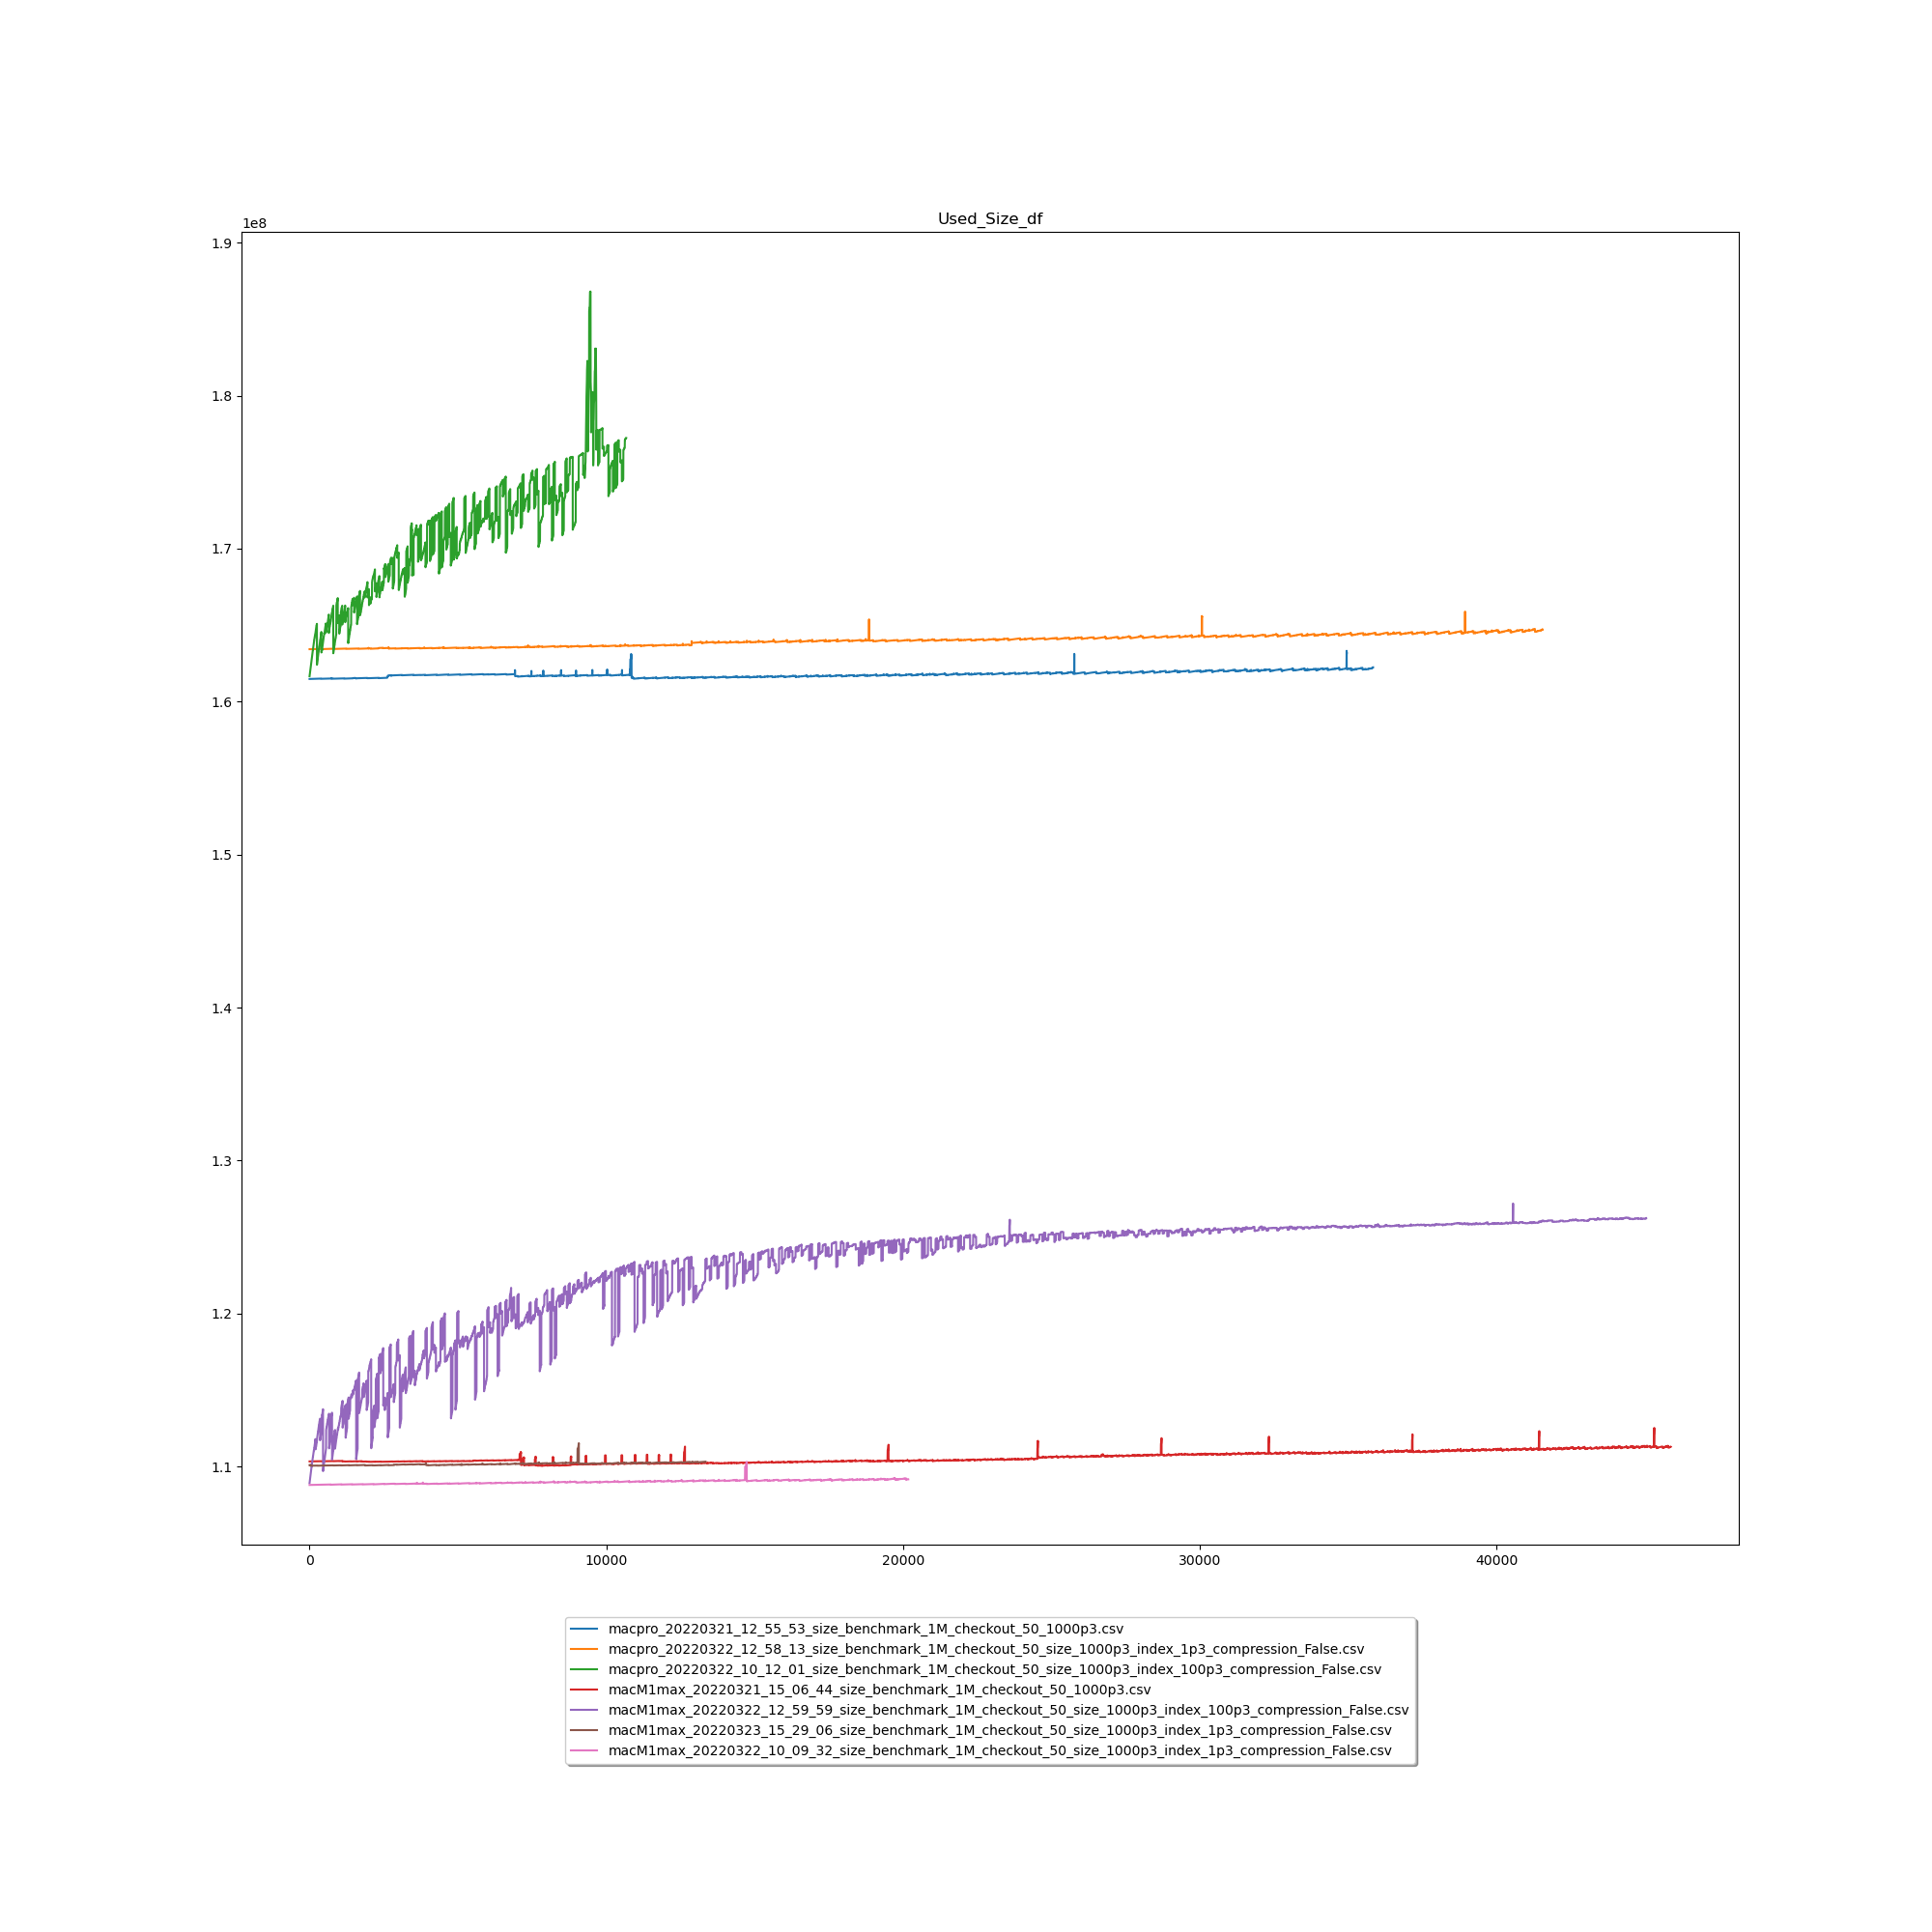 Used_Size_df
1e8
1.9
1.8
1.7
1.6
1.5
1.4
1.3
1.2
1.1
0 10000 20000 30000 40000
macpro_20220321_12_55_53_size_benchmark_1M_checkout_50_1000p3.csv
macpro_20220322_12_58_13_size_benchmark_1M_checkout_50_size_1000p3_index_1p3_compression_False.csv
macpro_20220322_10_12_01_size_benchmark_1M_checkout_50_size_1000p3_index_100p3_compression_False.csv
macM1max_20220321_15_06_44_size_benchmark_1M_checkout_50_1000p3.csv
macM1max_20220322_12_59_59_size_benchmark_1M_checkout_50_size_1000p3_index_100p3_compression_False.csv
macM1max_20220323_15_29_06_size_benchmark_1M_checkout_50_size_1000p3_index_1p3_compression_False.csv
macM1max_20220322_10_09_32_size_benchmark_1M_checkout_50_size_1000p3_index_1p3_compression_False.csv